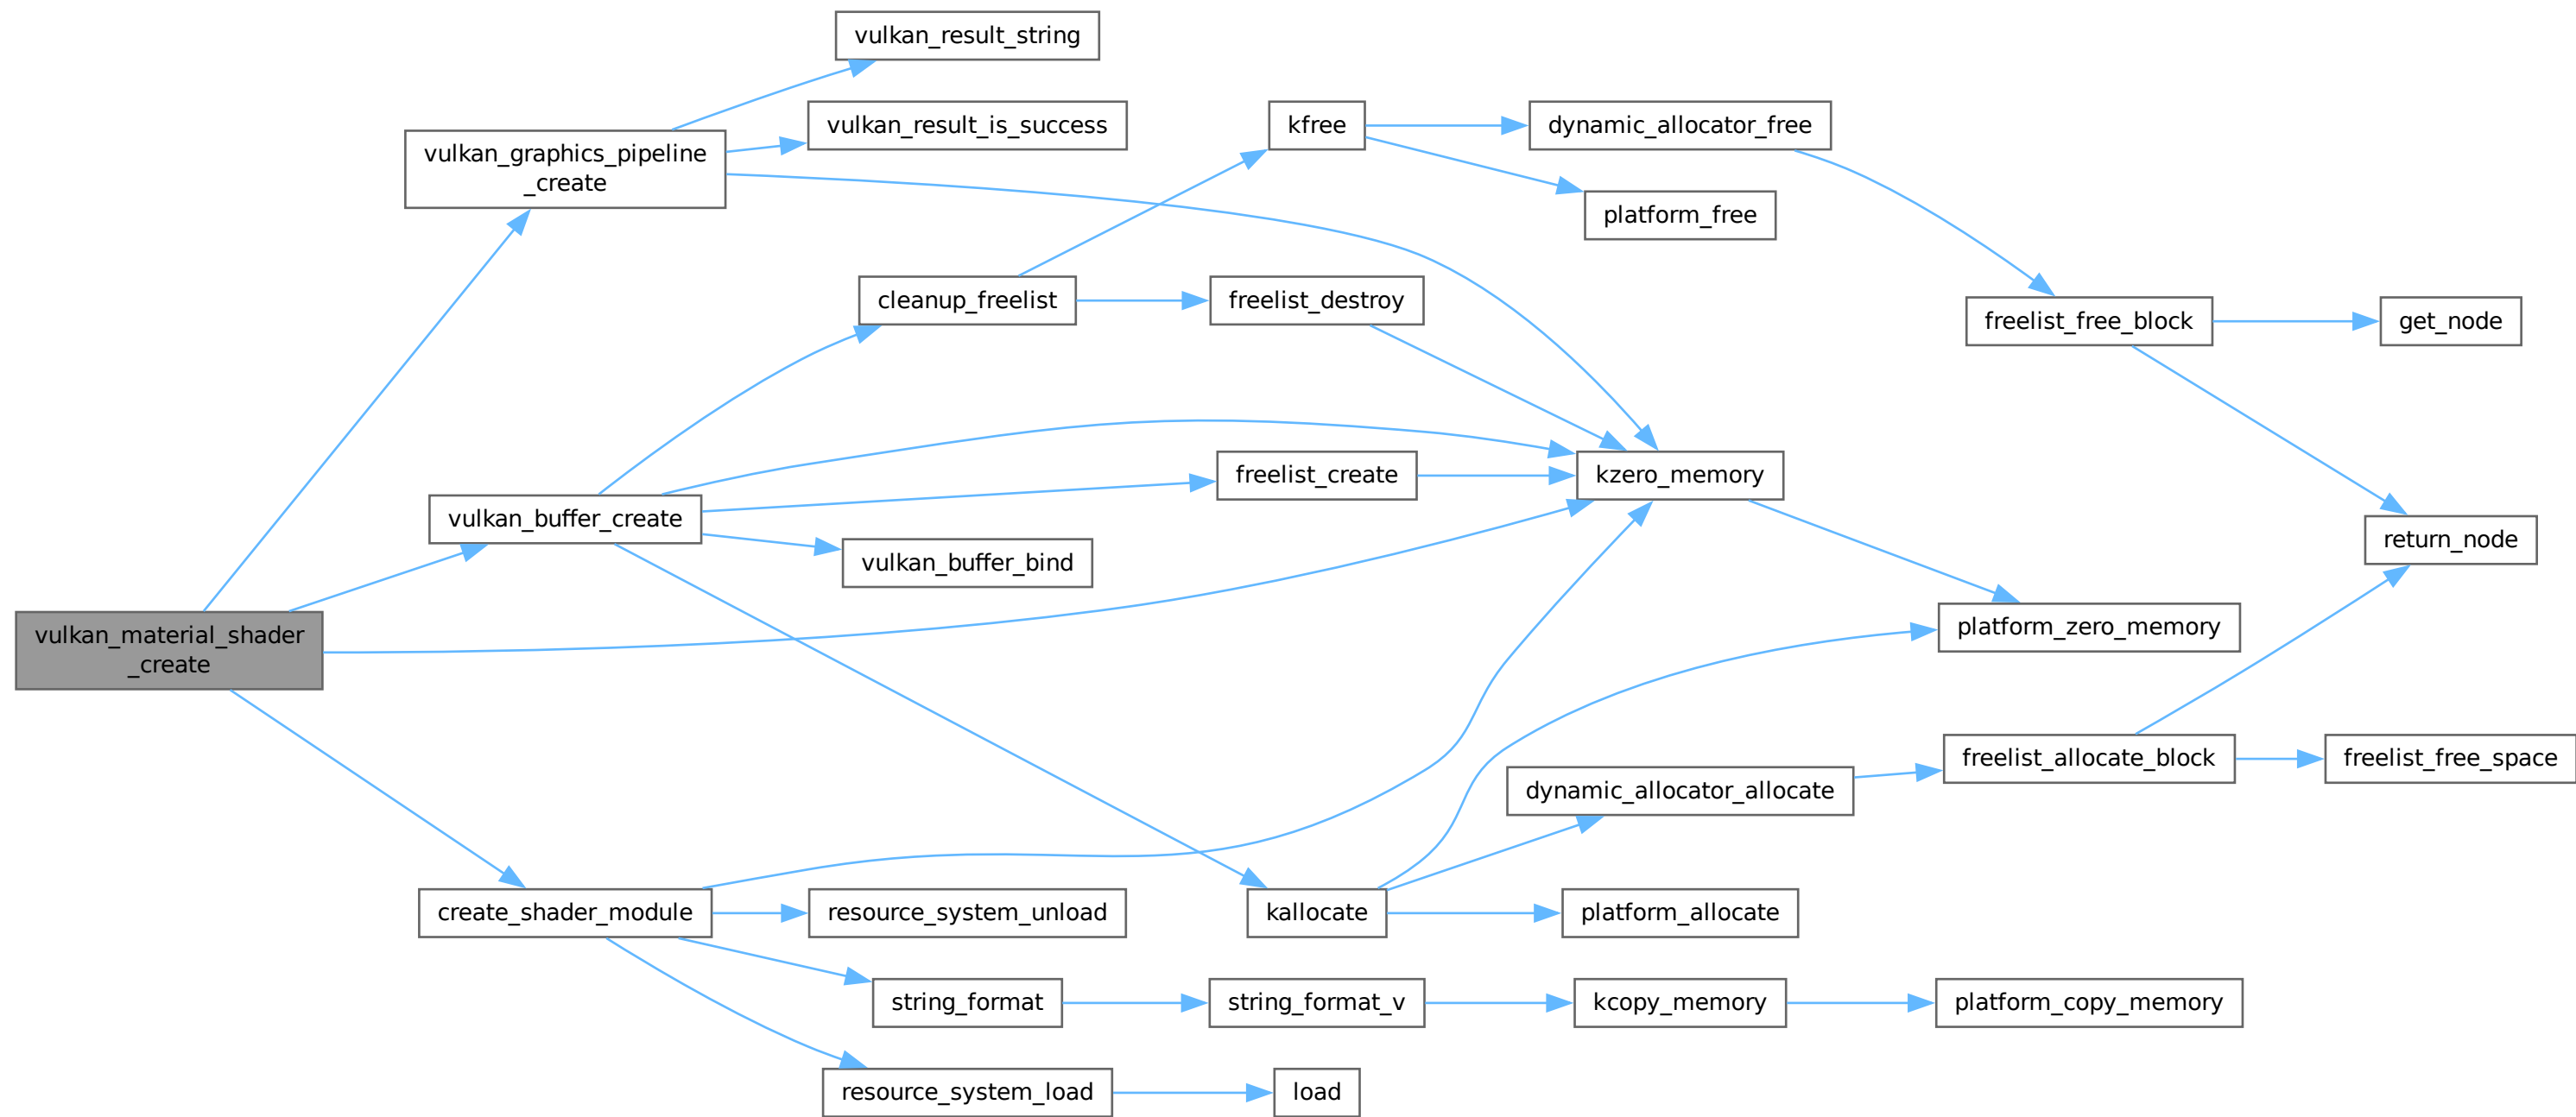 vulkan_result_string
vulkan_result_is_success
kfree
dynamic_allocator_free
vulkan_graphics_pipeline
_create
platform_free
cleanup_freelist
freelist_destroy
freelist_free_block
get_node
freelist_create
kzero_memory
vulkan_buffer_create
return_node
vulkan_buffer_bind
vulkan_material_shader
_create
platform_zero_memory
freelist_allocate_block
freelist_free_space
dynamic_allocator_allocate
create_shader_module
resource_system_unload
kallocate
platform_allocate
string_format
string_format_v
kcopy_memory
platform_copy_memory
resource_system_load
load